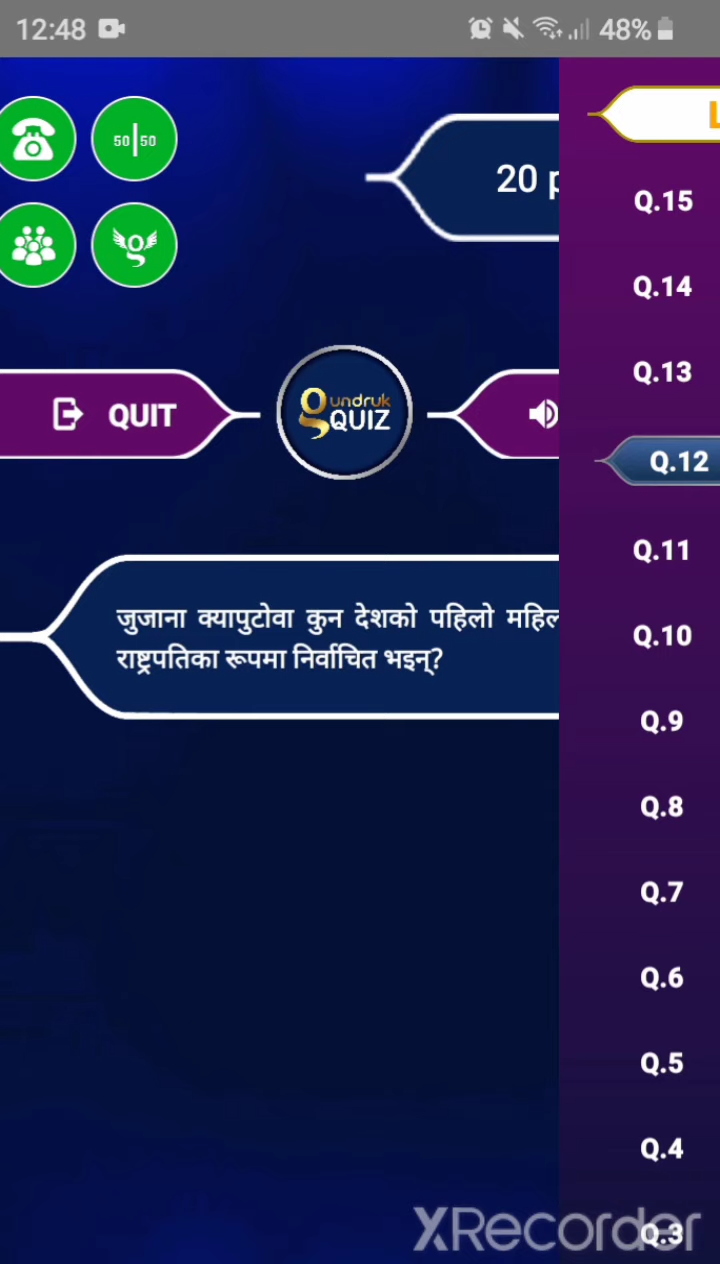 12:48
48%
50|50
20 p
L
QUIT
undruk
QUIZ
Q.15
Q.14
Q.13
Q.12
Q.11
Q.10
Q.9
Q.8
Q.7
Q.6
Q.5
Q.4
Q.3
जुजाना क्यापुटोवा कुन देशको पहिलो महिल
राष्ट्रपतिका रूपमा निर्वाचित भइन्?
XRecorder